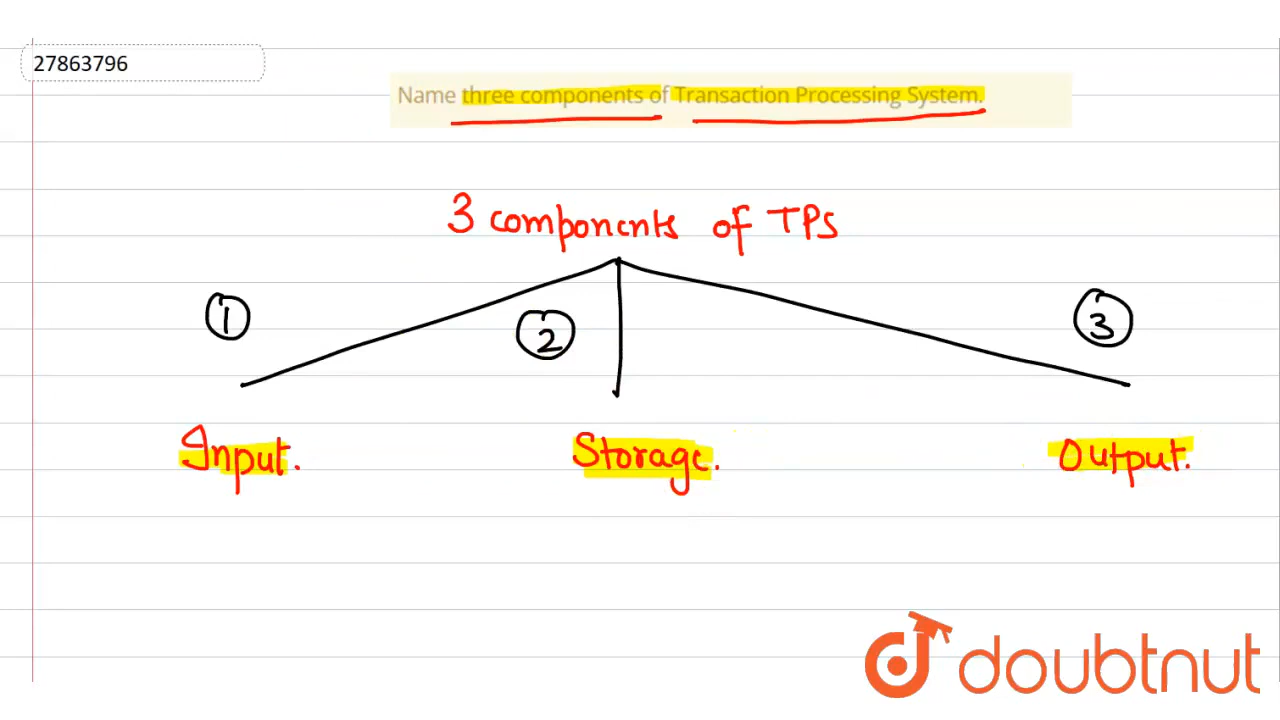 27863796
Name three components of Transaction Processing System.
3 components of TPS
1
2
3
Input.
Storage.
Output.
doubtnut